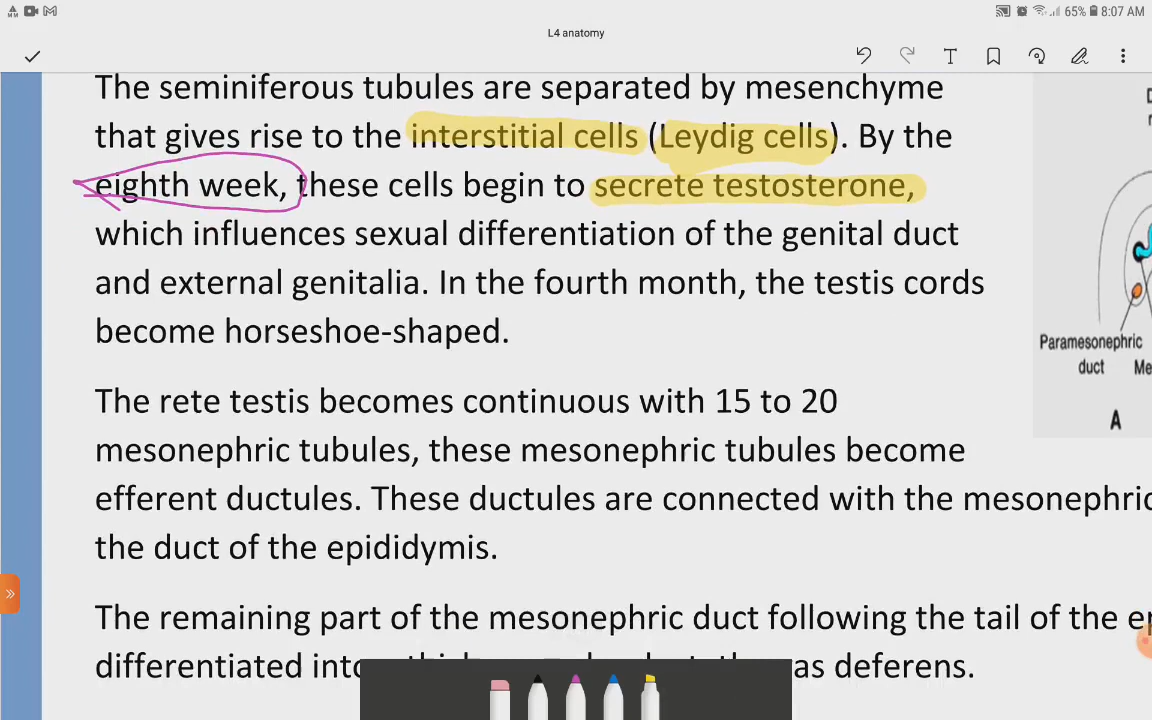 65% 8:07 AM
L4 anatomy
The seminiferous tubules are separated by mesenchyme
that gives rise to the interstitial cells (Leydig cells). By the
eighth week, these cells begin to secrete testosterone,
which influences sexual differentiation of the genital duct
and external genitalia. In the fourth month, the testis cords
become horseshoe-shaped.
Paramesonephric
duct
A
The rete testis becomes continuous with 15 to 20
mesonephric tubules, these mesonephric tubules become
efferent ductules. These ductules are connected with the mesonephric
the duct of the epididymis.
The remaining part of the mesonephric duct following the tail of the
differentiated into deferens.